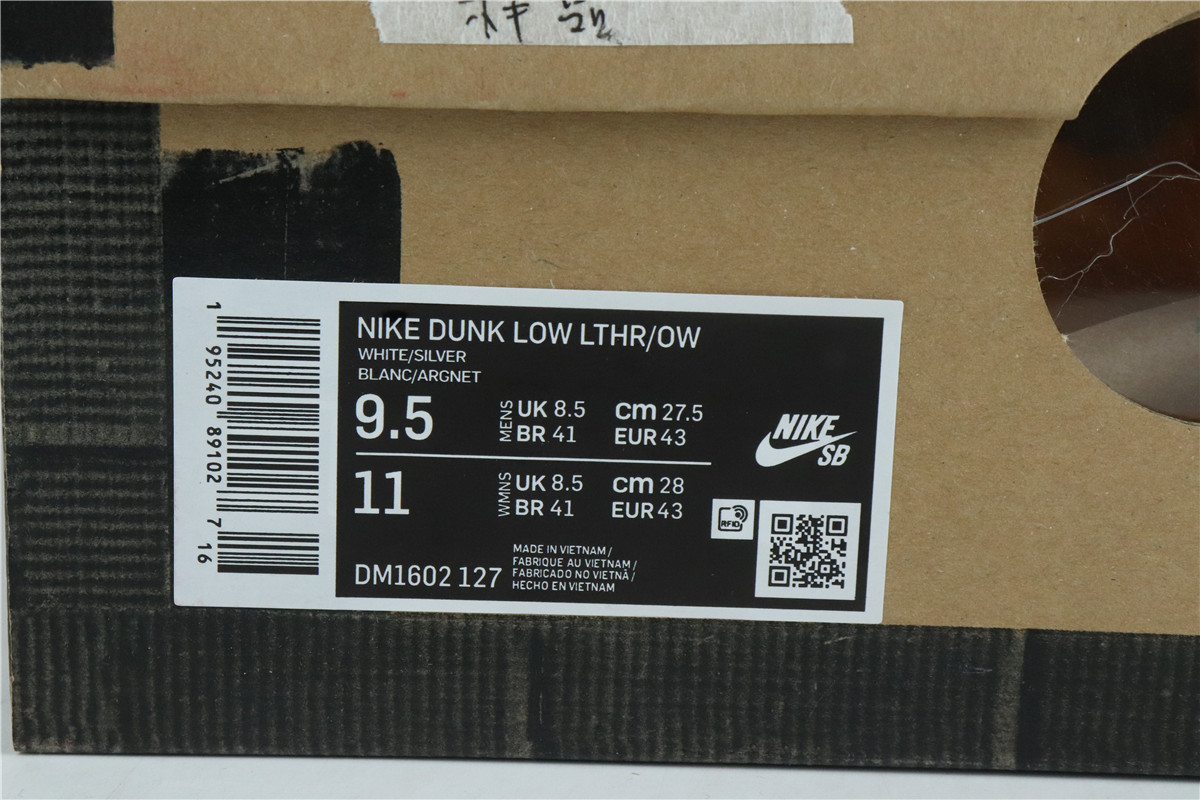 NIKE DUNK LOW LTHR/OW
WHITE/SILVER
BLANC/ARGNET
9.5 MENS UK 8.5 cm 27.5
BR 41 EUR 43
11 WMNS UK 8.5 cm 28
BR 41 EUR 43
NIKE
SB
RFID
DM1602 127
MADE IN VIETNAM /
FABRIQUE AU VIETNAM /
FABRICADO NO VIETNÃ /
HECHO EN VIETNAM
1 95240 89102 7 16